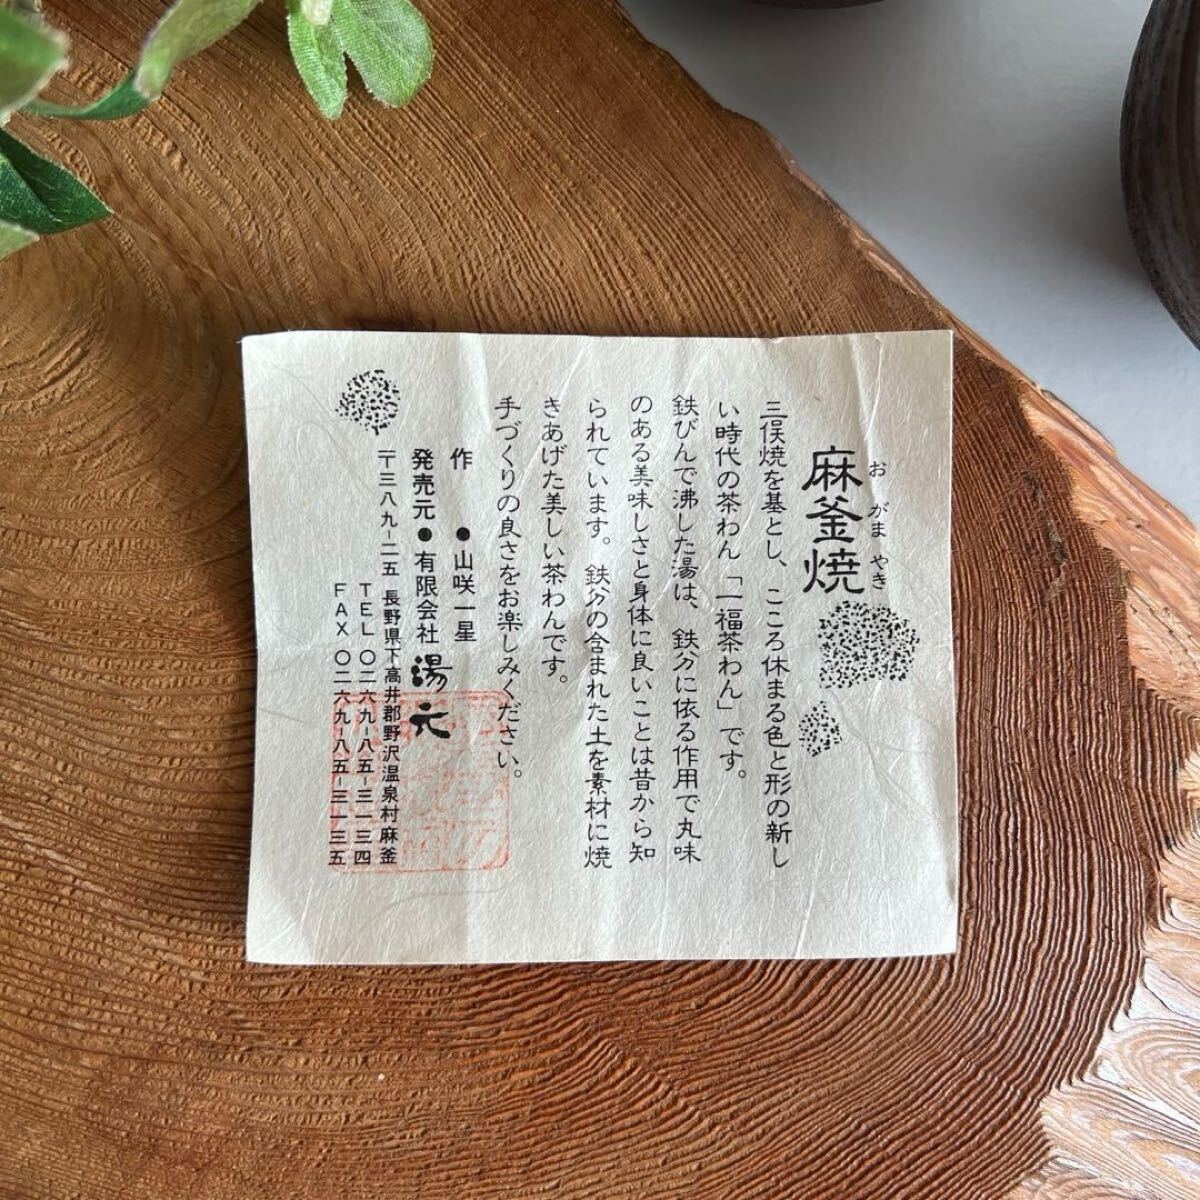 麻釜焼
お がま やき
三俣焼を基とし、こころ休まる色と形の新し
い時代の茶わん「一福茶わん」です。
鉄びんで沸した湯は、鉄分に依る作用で丸味
のある美味しさと身体に良いことは昔から知
られています。鉄分の含まれた土を素材に焼
きあげた美しい茶わんです。
手づくりの良さをお楽しみください。
作 ●山咲一星
発売元●有限会社 湯元
〒三八九-二五 長野県下高井郡野沢温泉村麻釜
TEL〇二六九-八五-三一三四
FAX〇二六九-八五-三一三五